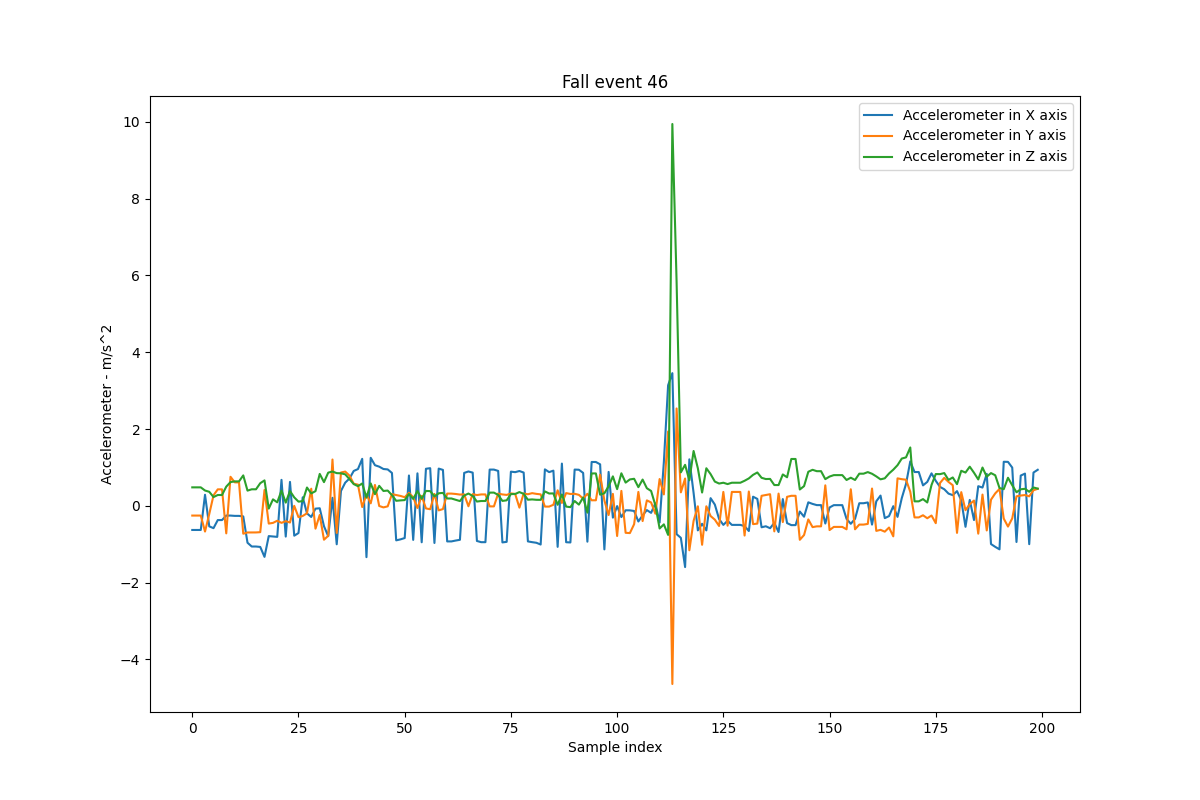 Fall event 46
Accelerometer in X axis
Accelerometer in Y axis
Accelerometer in Z axis
10
8
6
4
2
0
−2
−4
Accelerometer - m/s^2
0 25 50 75 100 125 150 175 200
Sample index